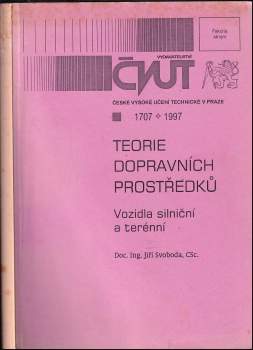 VYDAVATELSTVÍ
ČVUT
ČESKÉ VYSOKÉ UČENÍ TECHNICKÉ V PRAZE
1707 ÷ 1997
Fakulta
strojní
TEORIE
DOPRAVNÍCH
PROSTŘEDKŮ
Vozidla silniční
a terénní
Doc. Ing. Jiří Svoboda, CSc.